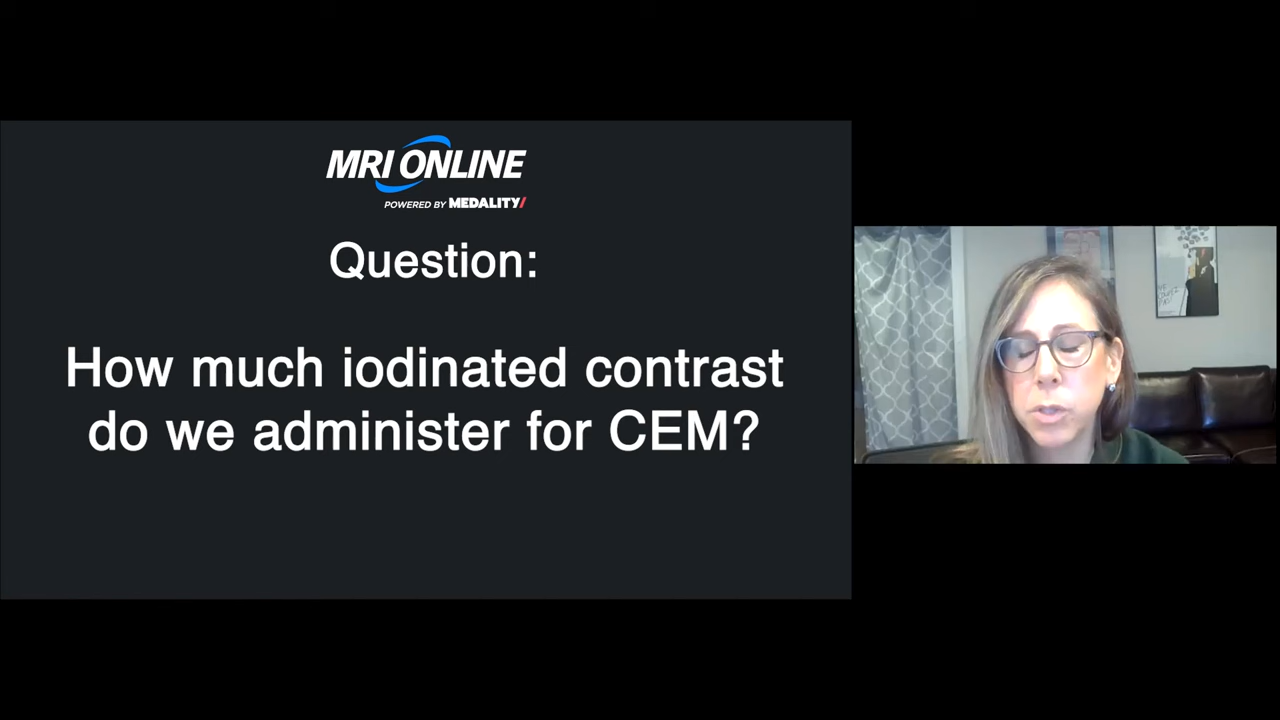 MRI ONLINE
POWERED BY MEDALITY/
Question:
How much iodinated contrast
do we administer for CEM?